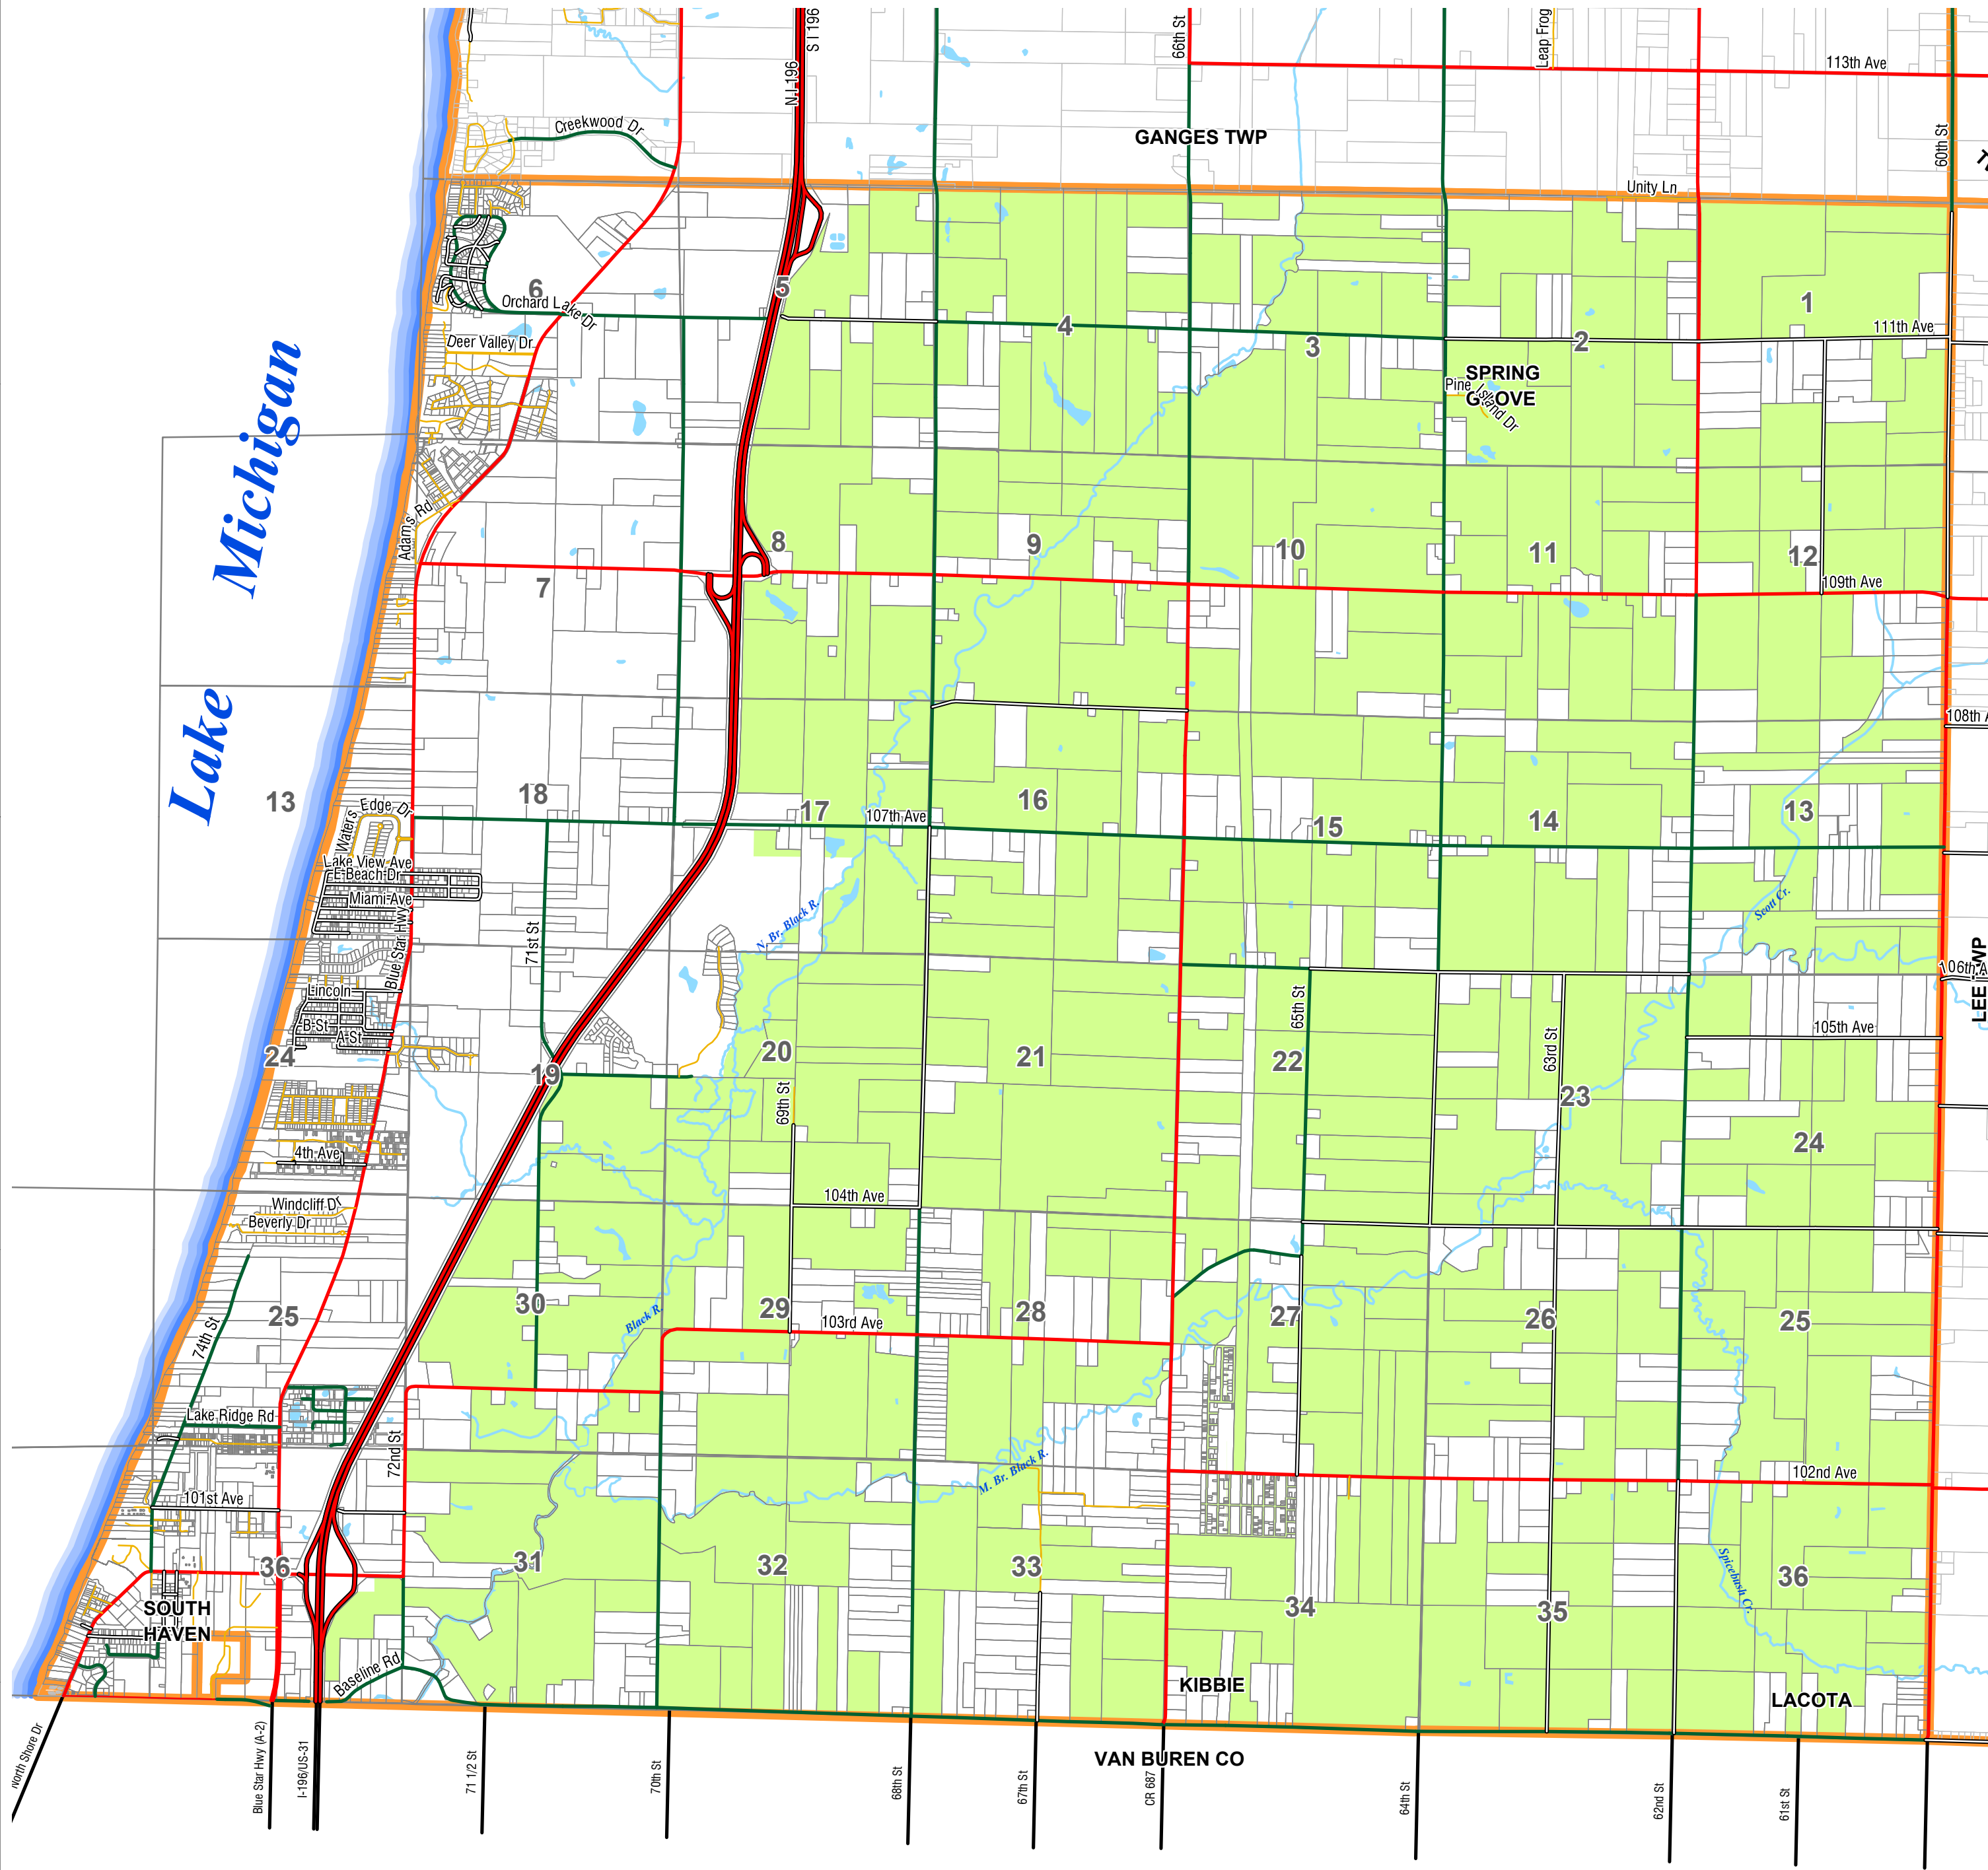 S I 196
N I 196
66th St
Leap Frog
113th Ave
60th St
Creekwood Dr
GANGES TWP
Unity Ln
6
5
Orchard Lake Dr
4
3
2
1
111th Ave
Deer Valley Dr
SPRING
GROVE
Pine Island Dr
Lake Michigan
Adams Rd
7
8
9
10
11
12
109th Ave
108th A
13
18
17
16
15
14
13
107th Ave
Waters Edge Dr
Lake View Ave
E Beach Dr
Miami Ave
Blue Star Hwy
71st St
N. Br. Black R.
Scott Cr.
LEE TWP
106th A
Lincoln
B St
A St
24
19
20
21
22
23
24
65th St
63rd St
105th Ave
69th St
4th Ave
104th Ave
Windcliff Dr
Beverly Dr
74th St
25
30
29
28
27
26
25
Black R.
103rd Ave
Lake Ridge Rd
72nd St
M. Br. Black R.
102nd Ave
101st Ave
36
31
32
33
34
35
36
Spicebush Cr.
SOUTH
HAVEN
Baseline Rd
KIBBIE
LACOTA
VAN BUREN CO
North Shore Dr
Blue Star Hwy (A-2)
I-196/US-31
71 1/2 St
70th St
68th St
67th St
CR 687
64th St
62nd St
61st St